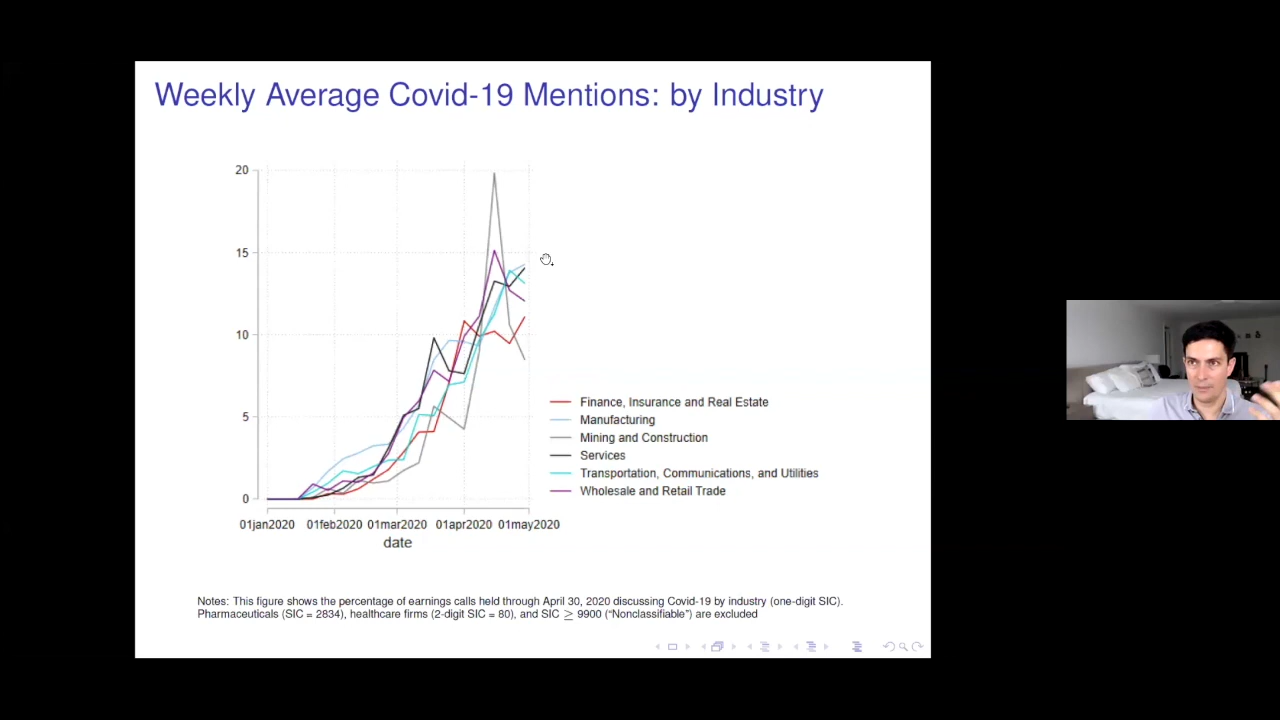 Weekly Average Covid-19 Mentions: by Industry
20
15
10
5
0
01jan2020 01feb2020 01mar2020 01apr2020 01may2020
date
Finance, Insurance and Real Estate
Manufacturing
Mining and Construction
Services
Transportation, Communications, and Utilities
Wholesale and Retail Trade
Notes: This figure shows the percentage of earnings calls held through April 30, 2020 discussing Covid-19 by industry (one-digit SIC).
Pharmaceuticals (SIC = 2834), healthcare firms (2-digit SIC = 80), and SIC ≥ 9900 (“Nonclassifiable”) are excluded